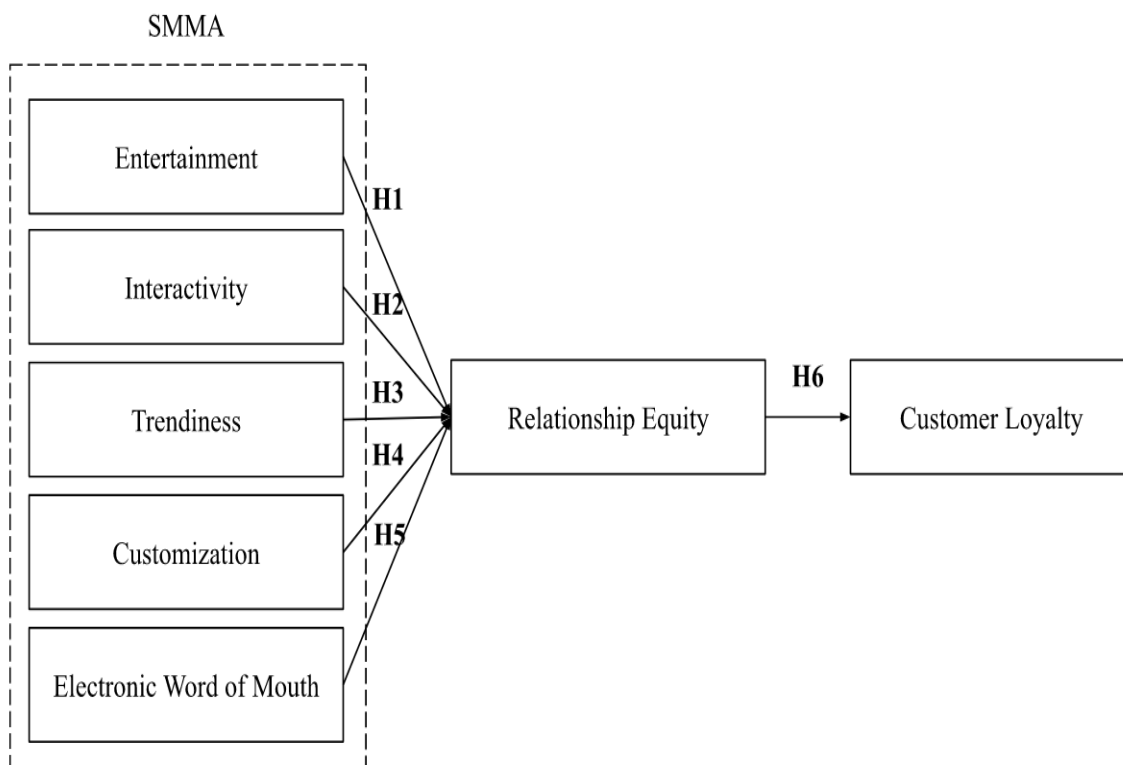 SMMA
Entertainment
H1
Interactivity
H2
Trendiness
H3
Relationship Equity
H6
Customer Loyalty
H4
Customization
H5
Electronic Word of Mouth